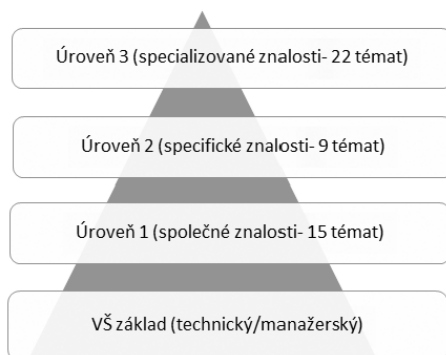 Úroveň 3 (specializované znalosti- 22 témat)
Úroveň 2 (specifické znalosti- 9 témat)
Úroveň 1 (společné znalosti- 15 témat)
VŠ základ (technický/manažerský)